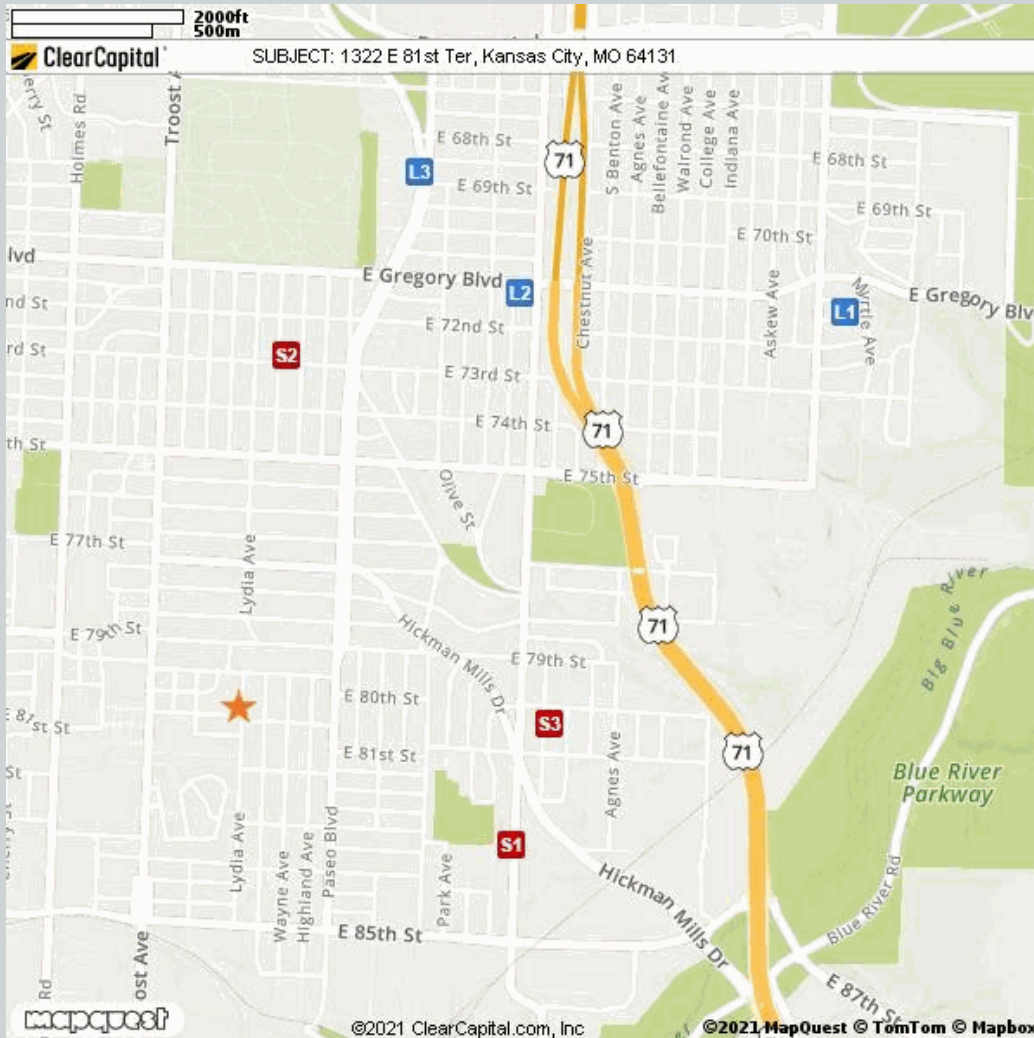 2000ft
500m
ClearCapital
SUBJECT: 1322 E 81st Ter, Kansas City, MO 64131
Holmes Rd
E 68th St
71
S Benton Ave
Agnes Ave
Bellefontaine Av
Walrond Ave
College Ave
Indiana Ave
E 68th St
L3
E 69th St
E 69th St
E 70th St
lvd
E Gregory Blvd
L2
Chestnut Ave
Askew Ave
L1
Myrtle Ave
E Gregory Blv
nd St
E 72nd St
rd St
S2
E 73rd St
E 74th St
71
th St
E 75th St
Olive St
E 77th St
Lydia Ave
Big Blue River
E 79th St
Hickman Mills Dr
71
E 79th St
E 80th St
E 81st St
S3
E 81st St
71
St
Agnes Ave
Blue River
Parkway
Lydia Ave
Wayne Ave
Highland Ave
Paseo Blvd
Park Ave
S1
Hickman Mills Dr
Blue River Rd
E 85th St
ost Ave
Rd
E 87th St
mapquest
©2021 ClearCapital.com, Inc
©2021 MapQuest © TomTom © Mapbox